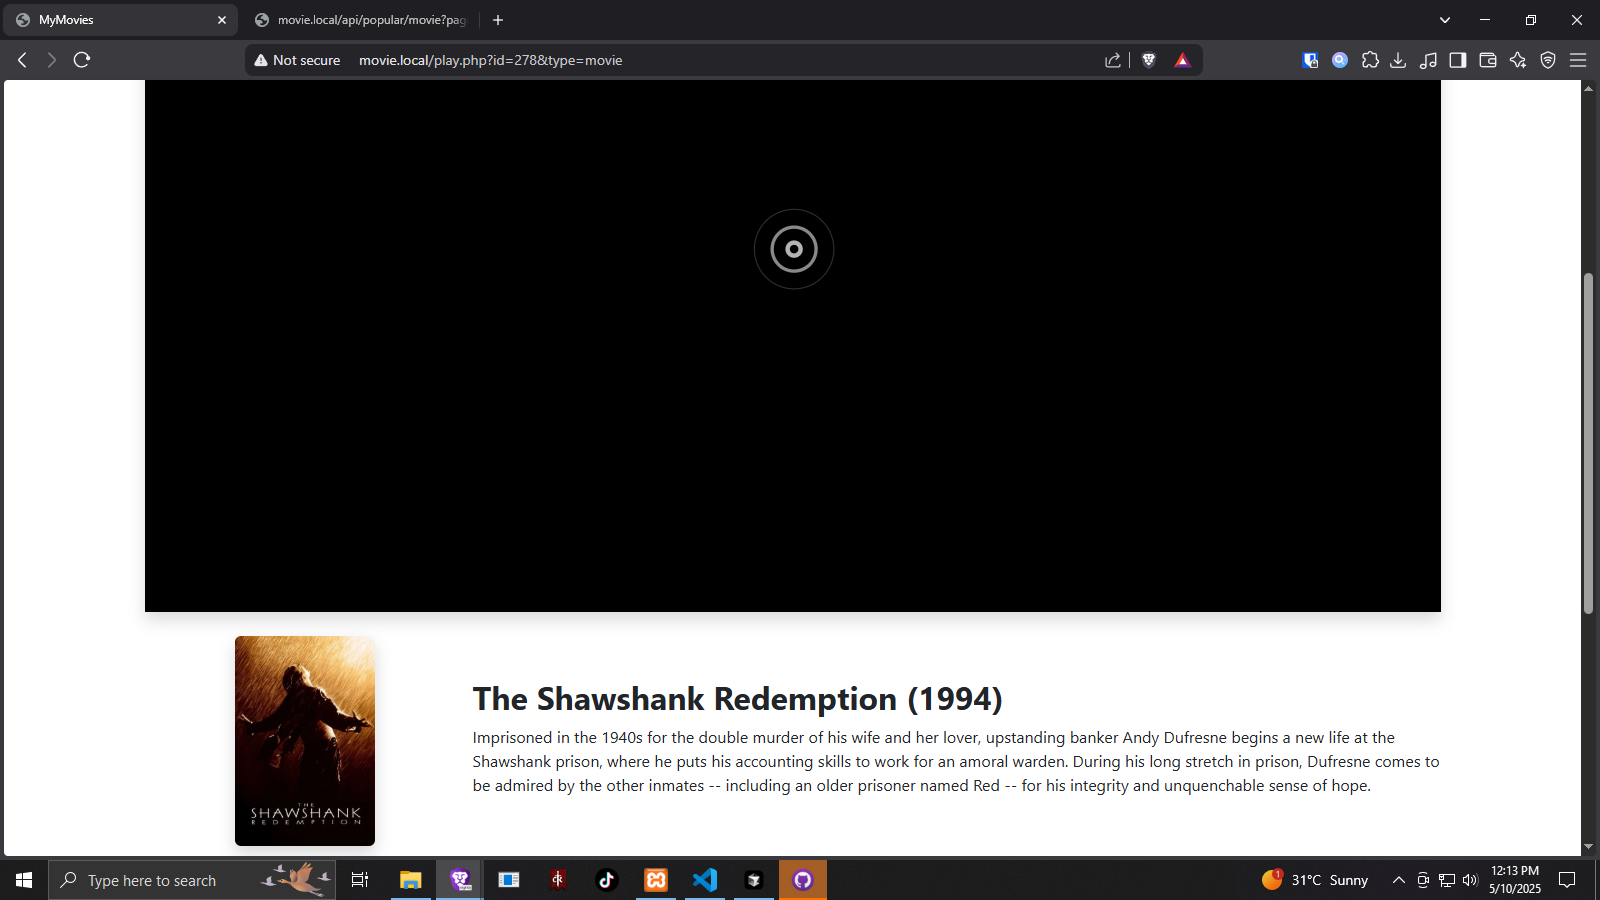 MyMovies
movie.local/api/popular/movie?pag
Not secure
movie.local/play.php?id=278&type=movie
THE
SHAWSHANK
REDEMPTION
The Shawshank Redemption (1994)
Imprisoned in the 1940s for the double murder of his wife and her lover, upstanding banker Andy Dufresne begins a new life at the
Shawshank prison, where he puts his accounting skills to work for an amoral warden. During his long stretch in prison, Dufresne comes to
be admired by the other inmates -- including an older prisoner named Red -- for his integrity and unquenchable sense of hope.
Type here to search
1
31°C Sunny
12:13 PM
5/10/2025